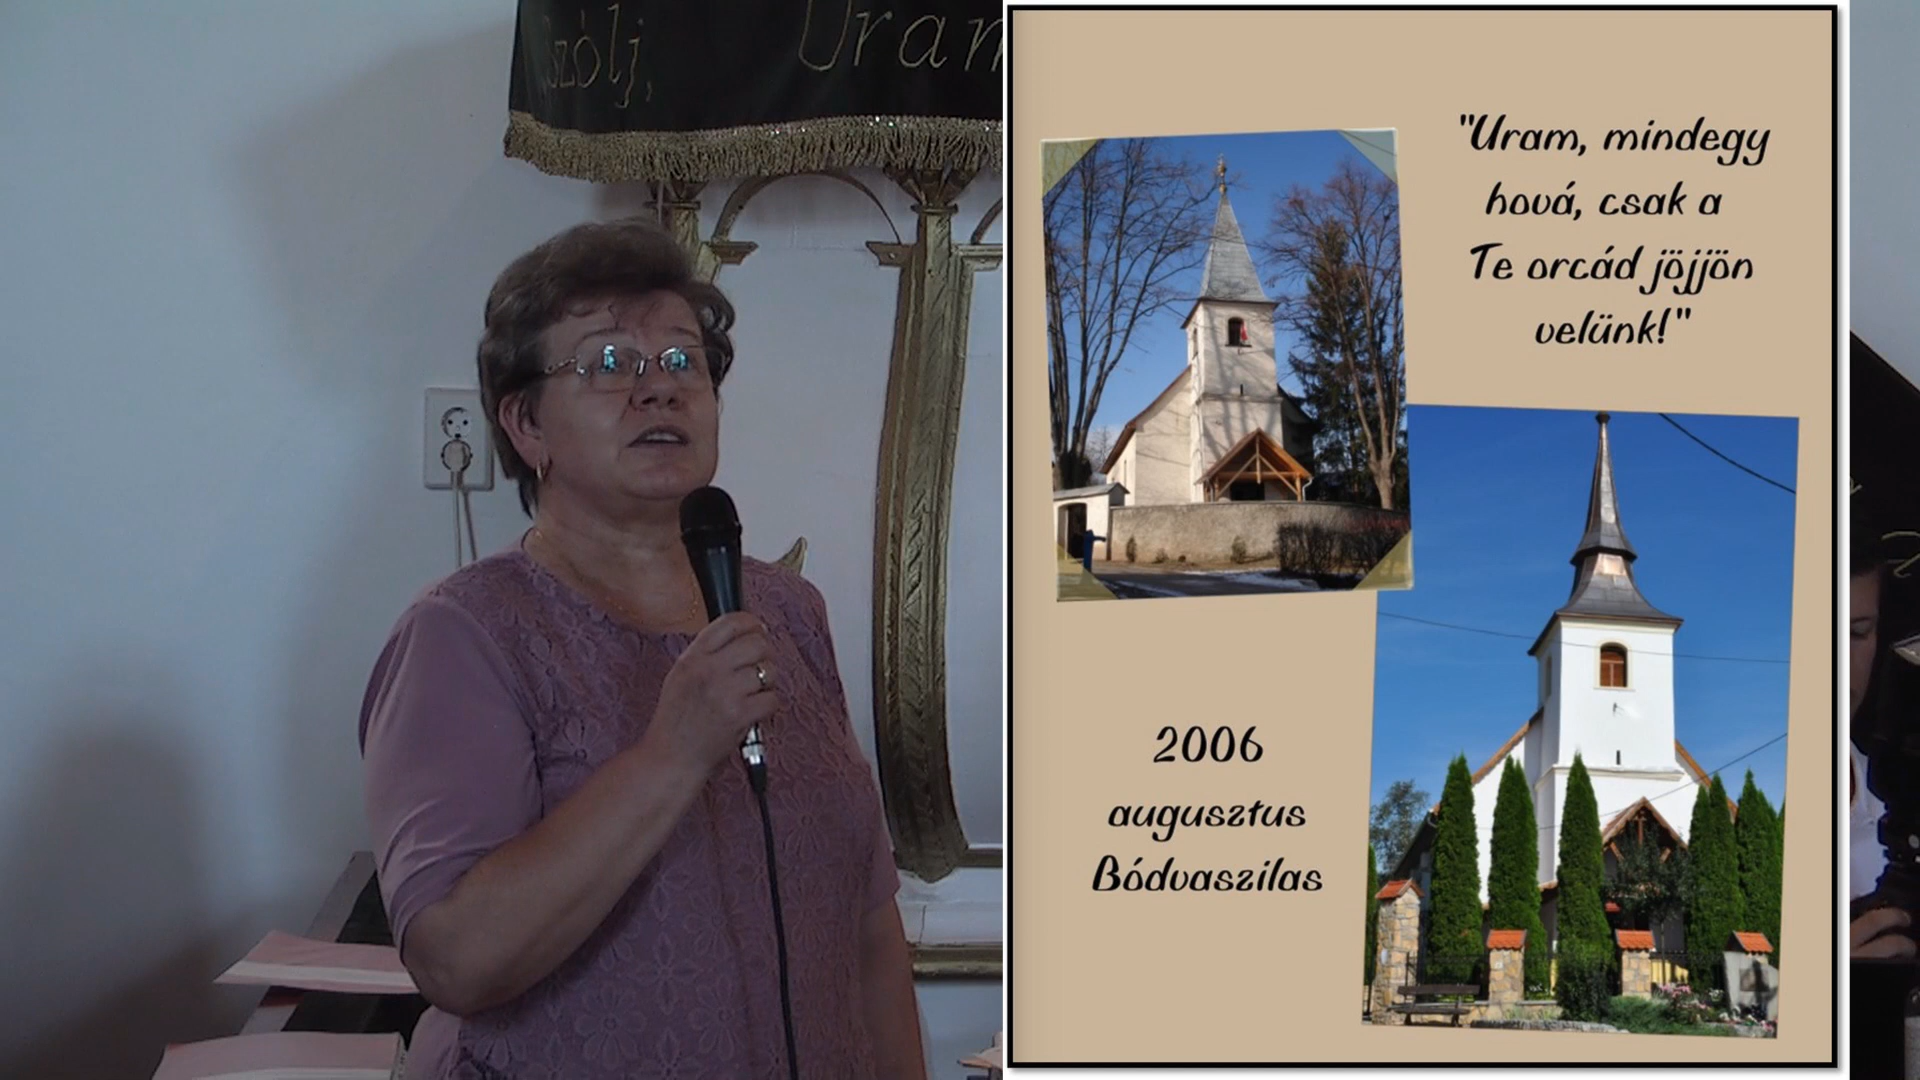 Szólj, Uram
"Uram, mindegy
hová, csak a
Te orcád jöjjön
velünk!"
2006
augusztus
Bódvaszilas